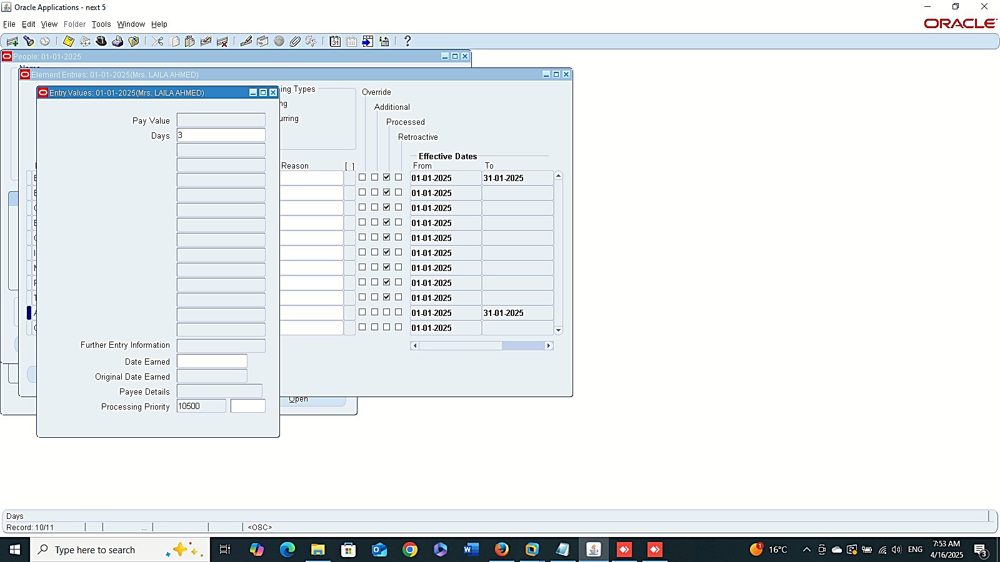 Oracle Applications - next 5
File Edit View Folder Tools Window Help
ORACLE
People: 01-01-2025
Element Entries: 01-01-2025(Mrs. LAILA AHMED)
Entry Values: 01-01-2025(Mrs. LAILA AHMED)
Pay Value
Days 3
Further Entry Information
Date Earned
Original Date Earned
Payee Details
Processing Priority 10500
ing Types
ng
urring
Override
Additional
Processed
Retroactive
Effective Dates
Reason [ ] From To
01-01-2025 31-01-2025
01-01-2025
01-01-2025
01-01-2025
01-01-2025
01-01-2025
01-01-2025
01-01-2025
01-01-2025
01-01-2025 31-01-2025
01-01-2025
Open
Days
Record: 10/11 ... <OSC>
Type here to search
16°C ENG 7:53 AM
4/16/2025
3